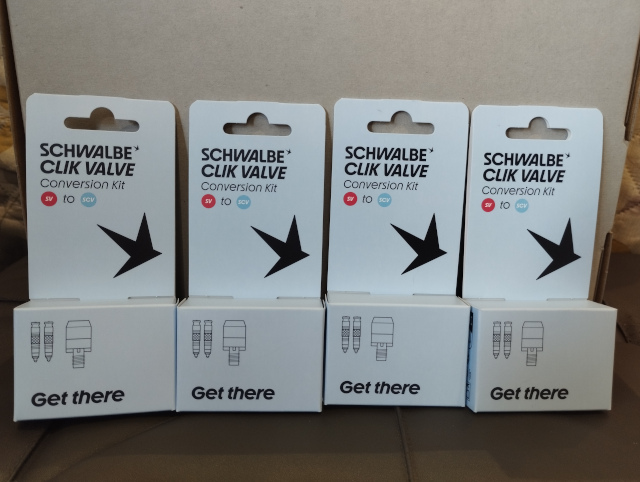 SCHWALBE
CLIK VALVE
Conversion Kit
SV to SCV
Get there
SCHWALBE
CLIK VALVE
Conversion Kit
SV to SCV
Get there
SCHWALBE
CLIK VALVE
Conversion Kit
SV to SCV
Get there
SCHWALBE
CLIK VALVE
Conversion Kit
SV to SCV
Get there